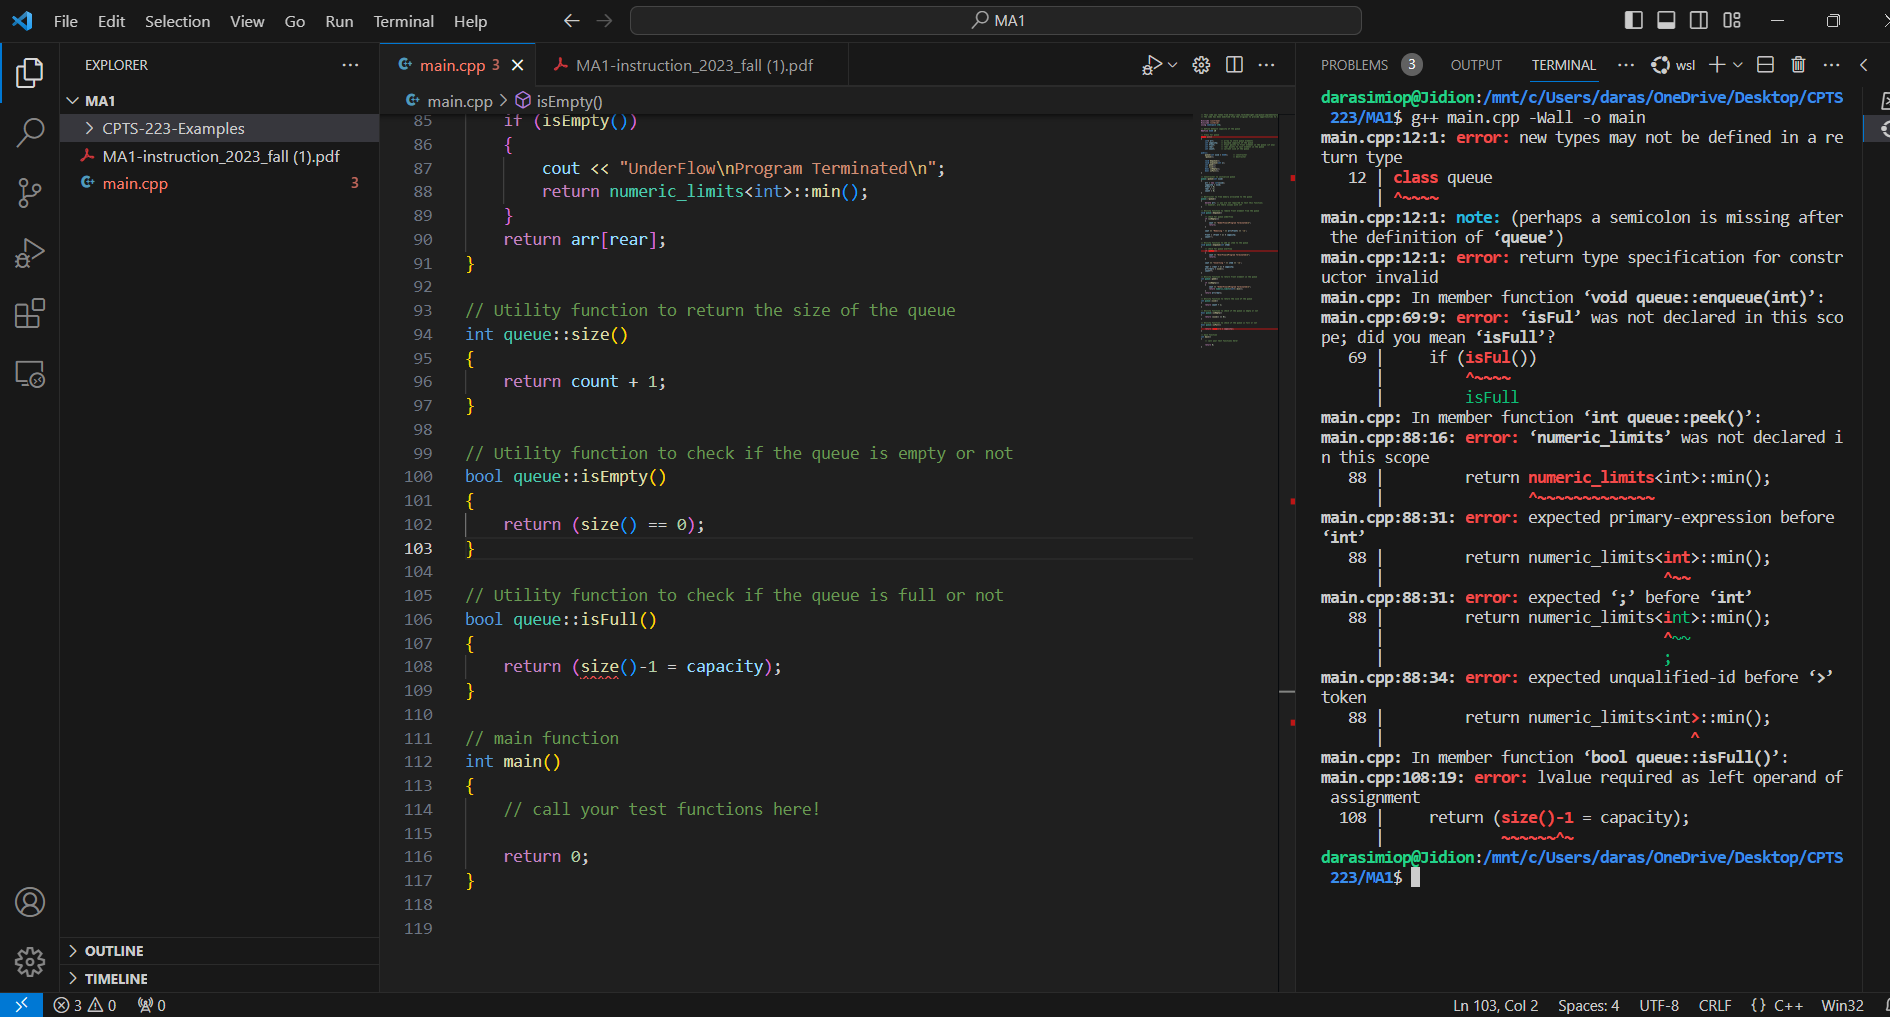 File Edit Selection View Go Run Terminal Help
MA1
EXPLORER
MA1
CPTS-223-Examples
MA1-instruction_2023_fall (1).pdf
main.cpp 3
OUTLINE
TIMELINE
main.cpp 3
MA1-instruction_2023_fall (1).pdf
main.cpp > isEmpty()
85 if (isEmpty())
86 {
87 cout << "UnderFlow\nProgram Terminated\n";
88 return numeric_limits<int>::min();
89 }
90 return arr[rear];
91 }
92
93 // Utility function to return the size of the queue
94 int queue::size()
95 {
96 return count + 1;
97 }
98
99 // Utility function to check if the queue is empty or not
100 bool queue::isEmpty()
101 {
102 return (size() == 0);
103 }
104
105 // Utility function to check if the queue is full or not
106 bool queue::isFull()
107 {
108 return (size()-1 = capacity);
109 }
110
111 // main function
112 int main()
113 {
114 // call your test functions here!
115
116 return 0;
117 }
118
119
PROBLEMS 3 OUTPUT TERMINAL wsl
darasimiop@Jidion:/mnt/c/Users/daras/OneDrive/Desktop/CPTS
223/MA1$ g++ main.cpp -Wall -o main
main.cpp:12:1: error: new types may not be defined in a re
turn type
12 | class queue
| ^~~~~
main.cpp:12:1: note: (perhaps a semicolon is missing after
the definition of ‘queue’)
main.cpp:12:1: error: return type specification for constr
uctor invalid
main.cpp: In member function ‘void queue::enqueue(int)’:
main.cpp:69:9: error: ‘isFul’ was not declared in this sco
pe; did you mean ‘isFull’?
69 | if (isFul())
| ^~~~~
| isFull
main.cpp: In member function ‘int queue::peek()’:
main.cpp:88:16: error: ‘numeric_limits’ was not declared i
n this scope
88 | return numeric_limits<int>::min();
| ^~~~~~~~~~~~~~
main.cpp:88:31: error: expected primary-expression before
‘int’
88 | return numeric_limits<int>::min();
| ^~~
main.cpp:88:31: error: expected ‘;’ before ‘int’
88 | return numeric_limits<int>::min();
| ^~~
| ;
main.cpp:88:34: error: expected unqualified-id before ‘>’
token
88 | return numeric_limits<int>::min();
| ^
main.cpp: In member function ‘bool queue::isFull()’:
main.cpp:108:19: error: lvalue required as left operand of
assignment
108 | return (size()-1 = capacity);
| ~~~~~~^~
darasimiop@Jidion:/mnt/c/Users/daras/OneDrive/Desktop/CPTS
223/MA1$
3 0 0
Ln 103, Col 2 Spaces: 4 UTF-8 CRLF {} C++ Win32